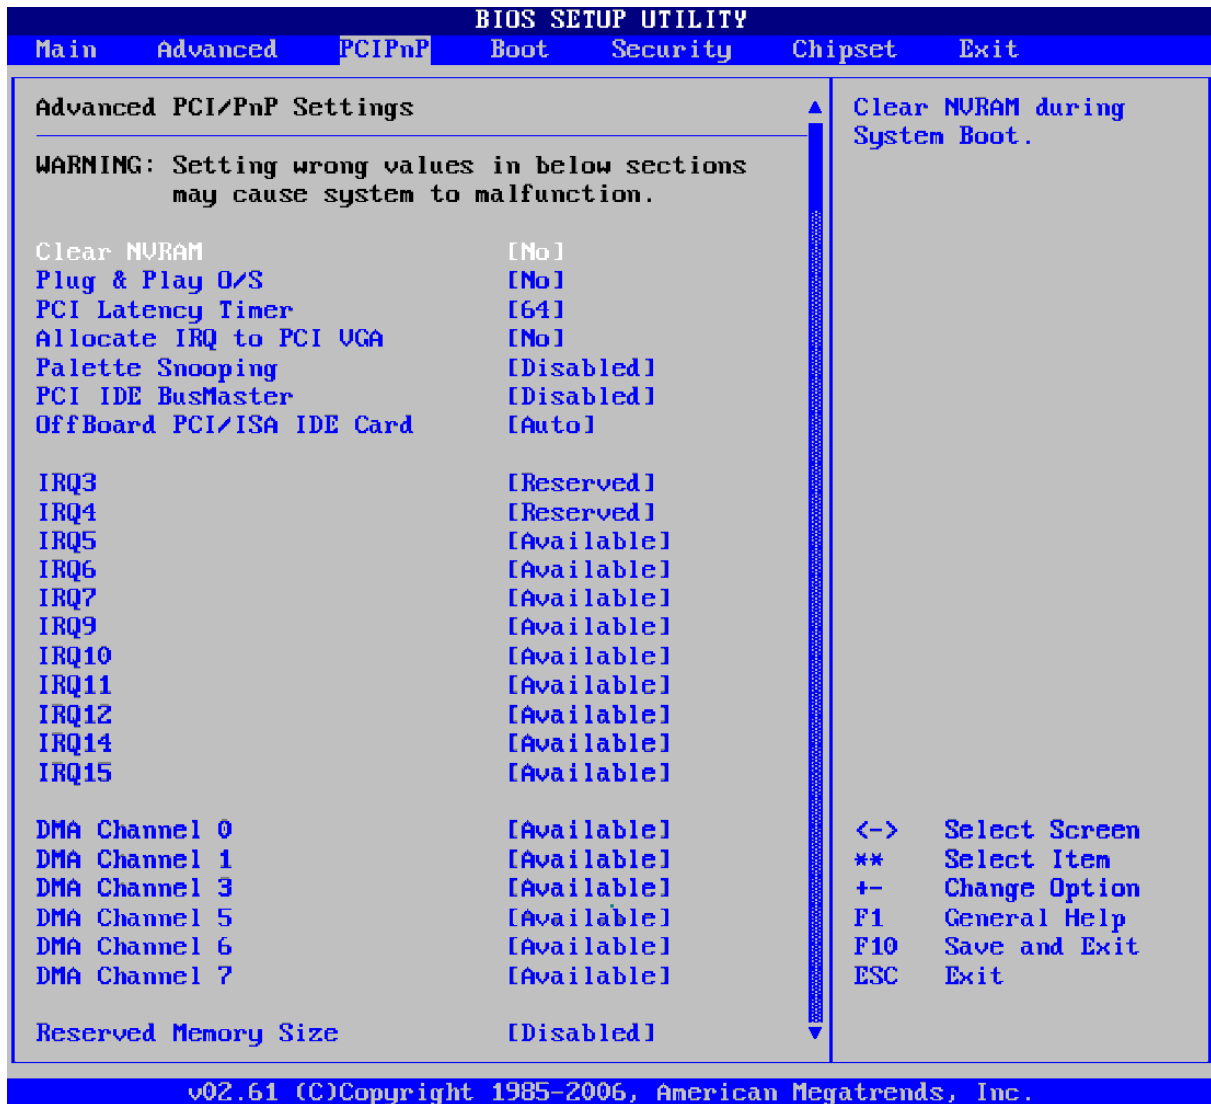 BIOS SETUP UTILITY
Main Advanced PCIPnP Boot Security Chipset Exit
Advanced PCI/PnP Settings
WARNING: Setting wrong values in below sections
may cause system to malfunction.
Clear NVRAM [No]
Plug & Play O/S [No]
PCI Latency Timer [64]
Allocate IRQ to PCI VGA [No]
Palette Snooping [Disabled]
PCI IDE BusMaster [Disabled]
OffBoard PCI/ISA IDE Card [Auto]
IRQ3 [Reserved]
IRQ4 [Reserved]
IRQ5 [Available]
IRQ6 [Available]
IRQ7 [Available]
IRQ9 [Available]
IRQ10 [Available]
IRQ11 [Available]
IRQ12 [Available]
IRQ14 [Available]
IRQ15 [Available]
DMA Channel 0 [Available]
DMA Channel 1 [Available]
DMA Channel 3 [Available]
DMA Channel 5 [Available]
DMA Channel 6 [Available]
DMA Channel 7 [Available]
Reserved Memory Size [Disabled]
Clear NVRAM during
System Boot.
<-> Select Screen
** Select Item
+- Change Option
F1 General Help
F10 Save and Exit
ESC Exit
v02.61 (C)Copyright 1985-2006, American Megatrends, Inc.